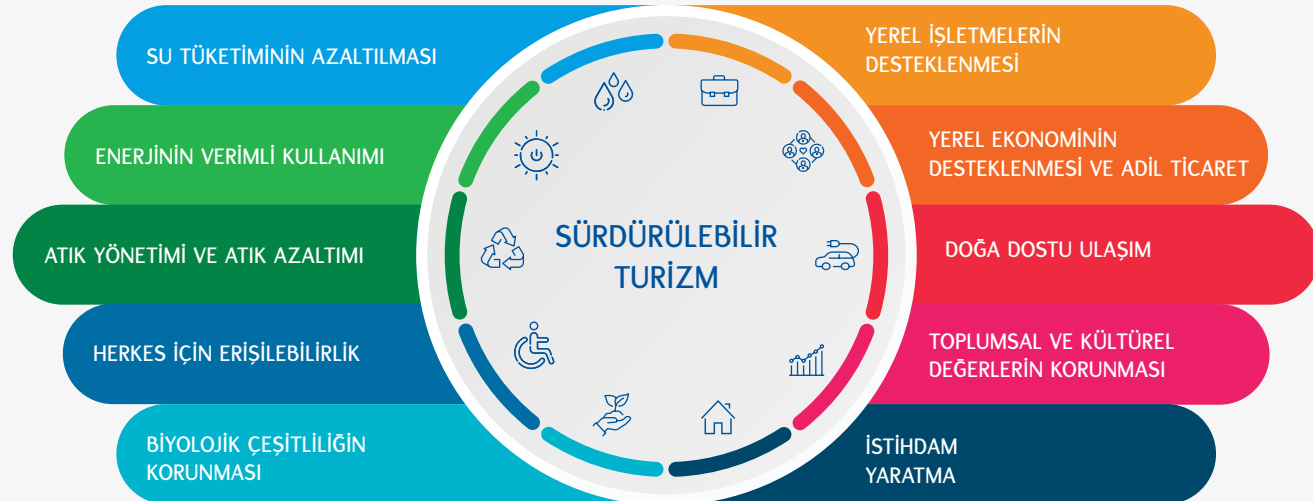 SU TÜKETİMİNİN AZALTILMASI
ENERJİNİN VERİMLİ KULLANIMI
ATIK YÖNETİMİ VE ATIK AZALTIMI
HERKES İÇİN ERİŞİLEBİLİRLİK
BİYOLOJİK ÇEŞİTLİLİĞİN
KORUNMASI
SÜRDÜRÜLEBİLİR
TURİZM
YEREL İŞLETMELERİN
DESTEKLENMESİ
YEREL EKONOMİNİN
DESTEKLENMESİ VE ADİL TİCARET
DOĞA DOSTU ULAŞIM
TOPLUMSAL VE KÜLTÜREL
DEĞERLERİN KORUNMASI
İSTİHDAM
YARATMA